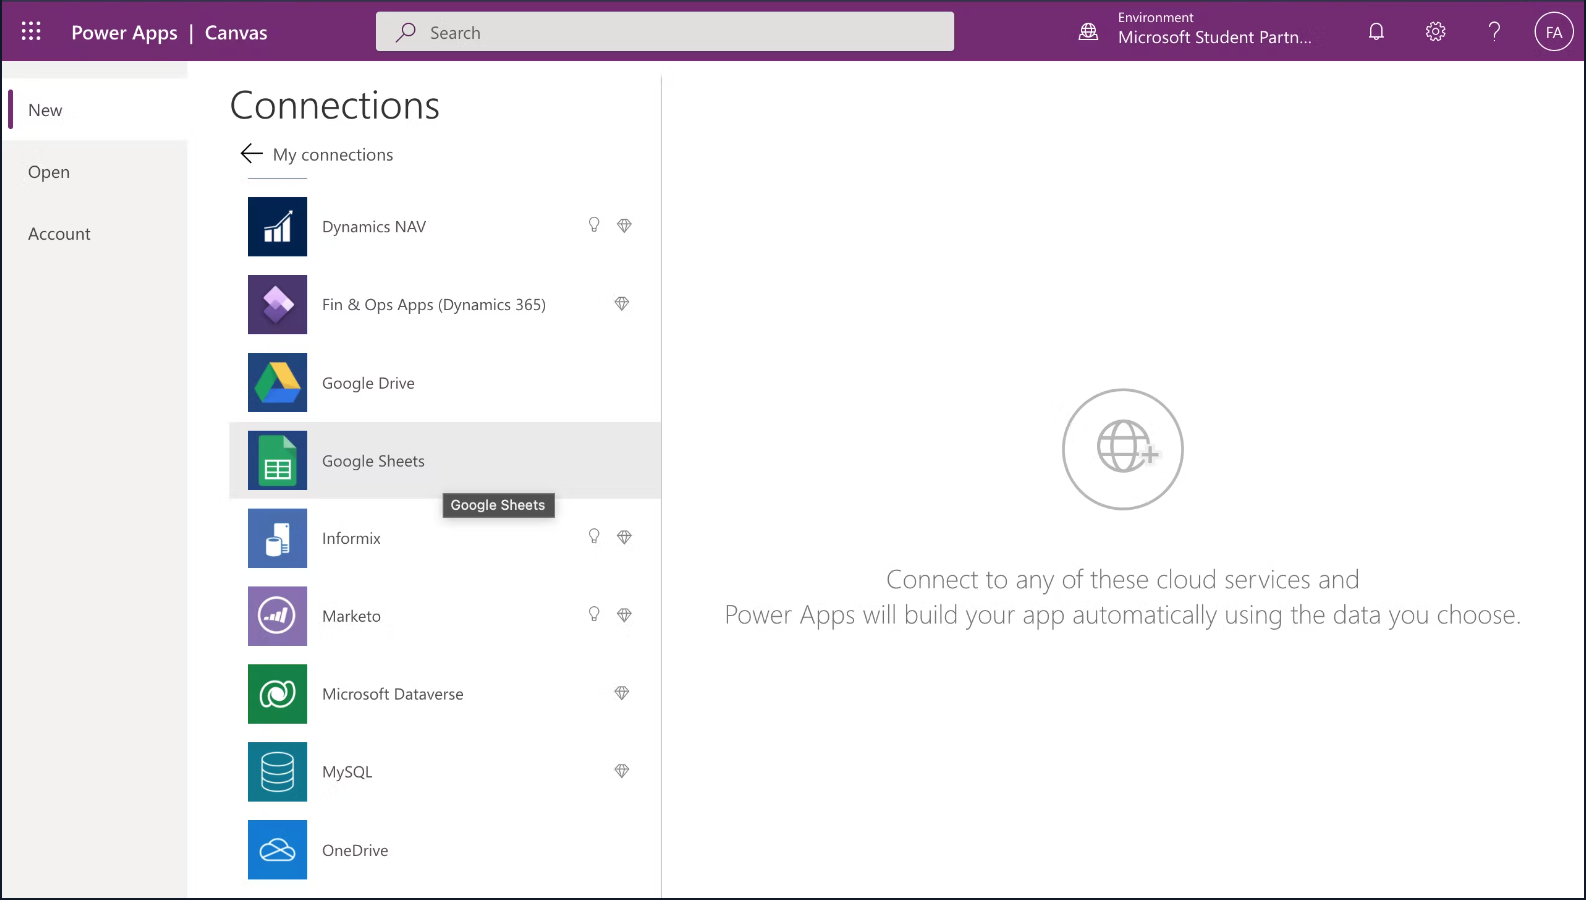 Power Apps | Canvas
Search
Environment
Microsoft Student Partn...
?
FA
New
Open
Account
Connections
My connections
Dynamics NAV
Fin & Ops Apps (Dynamics 365)
Google Drive
Google Sheets
Google Sheets
Informix
Marketo
Microsoft Dataverse
MySQL
OneDrive
Connect to any of these cloud services and
Power Apps will build your app automatically using the data you choose.